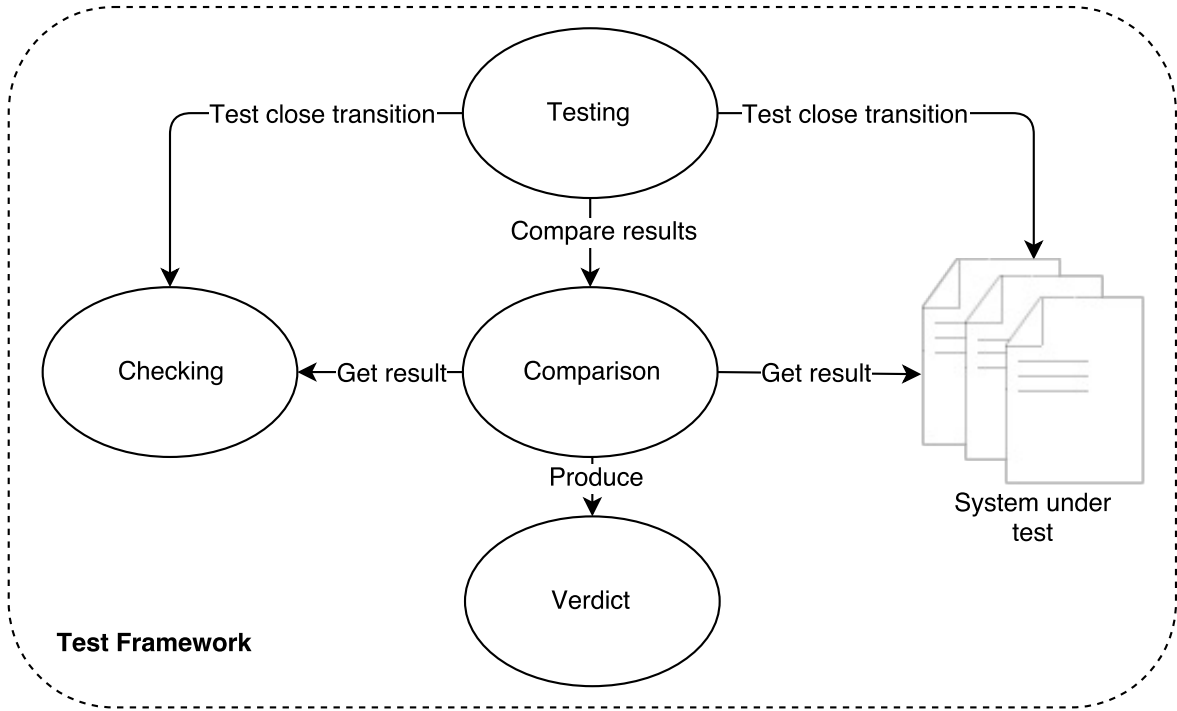 Test close transition
Testing
Test close transition
Compare results
Checking
Get result
Comparison
Get result
Produce
System under
test
Verdict
Test Framework